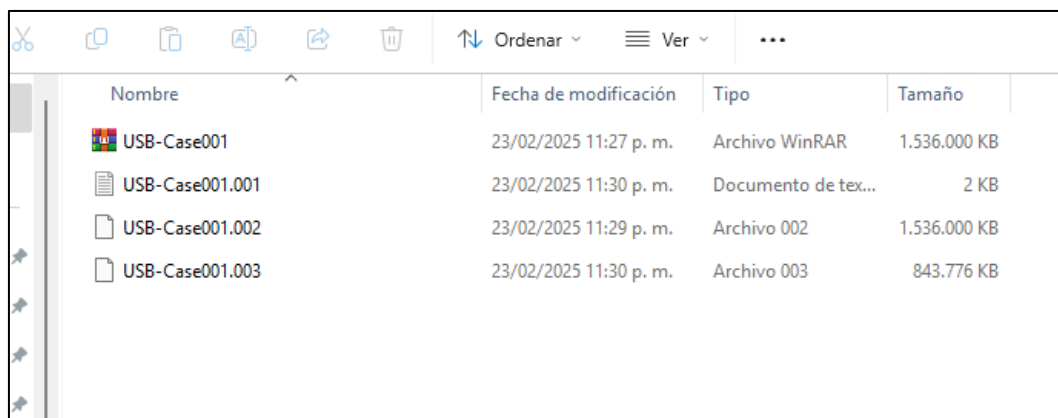 Ordenar Ver ...
Nombre Fecha de modificación Tipo Tamaño
USB-Case001 23/02/2025 11:27 p. m. Archivo WinRAR 1.536.000 KB
USB-Case001.001 23/02/2025 11:30 p. m. Documento de tex... 2 KB
USB-Case001.002 23/02/2025 11:29 p. m. Archivo 002 1.536.000 KB
USB-Case001.003 23/02/2025 11:30 p. m. Archivo 003 843.776 KB